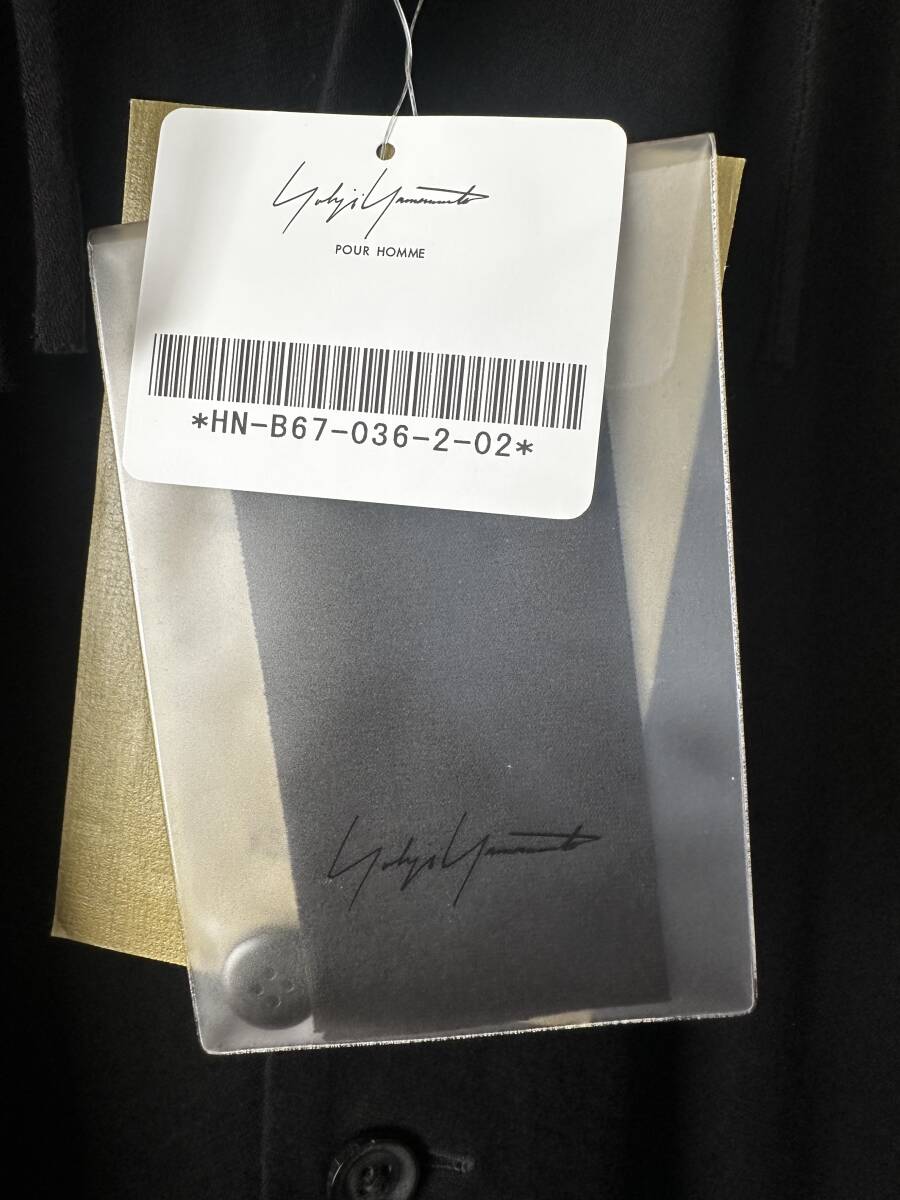 Yohji Yamamoto
POUR HOMME
*HN-B67-036-2-02*
Yohji Yamamoto